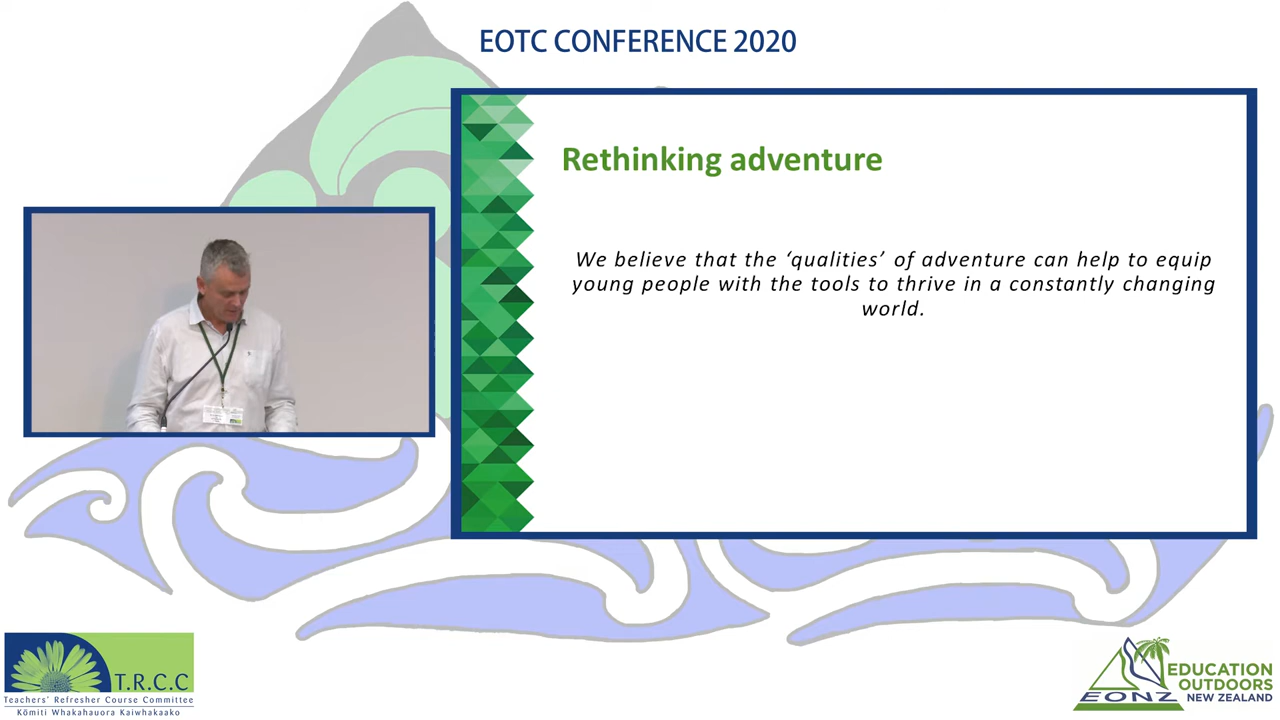 EOTC CONFERENCE 2020
Rethinking adventure
We believe that the ‘qualities’ of adventure can help to equip
young people with the tools to thrive in a constantly changing
world.
T.R.C.C
Teachers' Refresher Course Committee
Kōmiti Whakahauora Kaiwhakaako
EONZ
EDUCATION
OUTDOORS
NEW ZEALAND